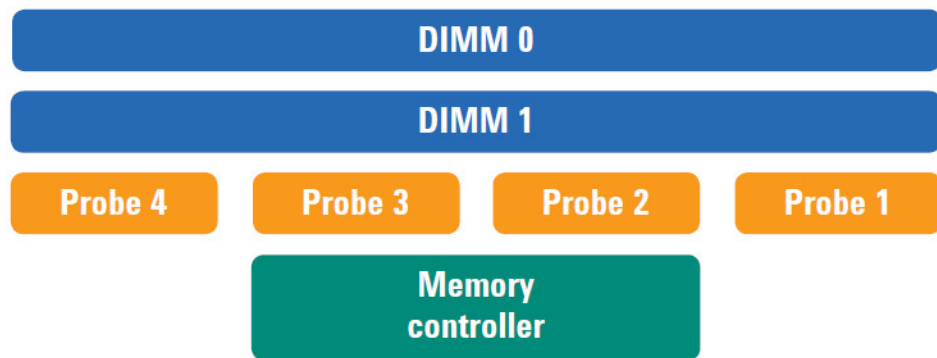 DIMM 0
DIMM 1
Probe 4 Probe 3 Probe 2 Probe 1
Memory
controller